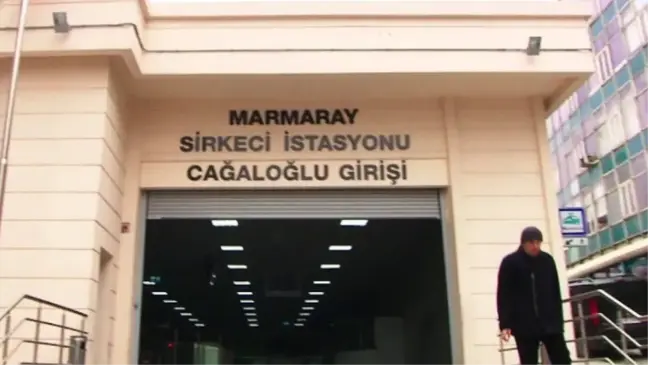 MARMARAY
SİRKECİ İSTASYONU
CAĞALOĞLU GİRİŞİ